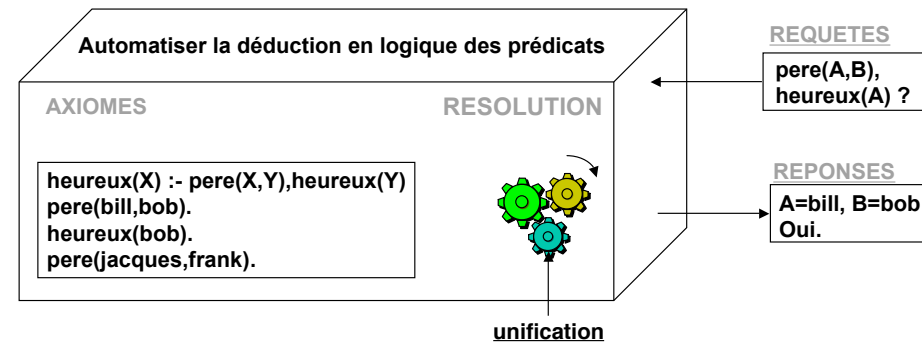 Automatiser la déduction en logique des prédicats
REQUETES
pere(A,B),
heureux(A) ?
AXIOMES
RESOLUTION
heureux(X) :- pere(X,Y),heureux(Y)
pere(bill,bob).
heureux(bob).
pere(jacques,frank).
REPONSES
A=bill, B=bob
Oui.
unification